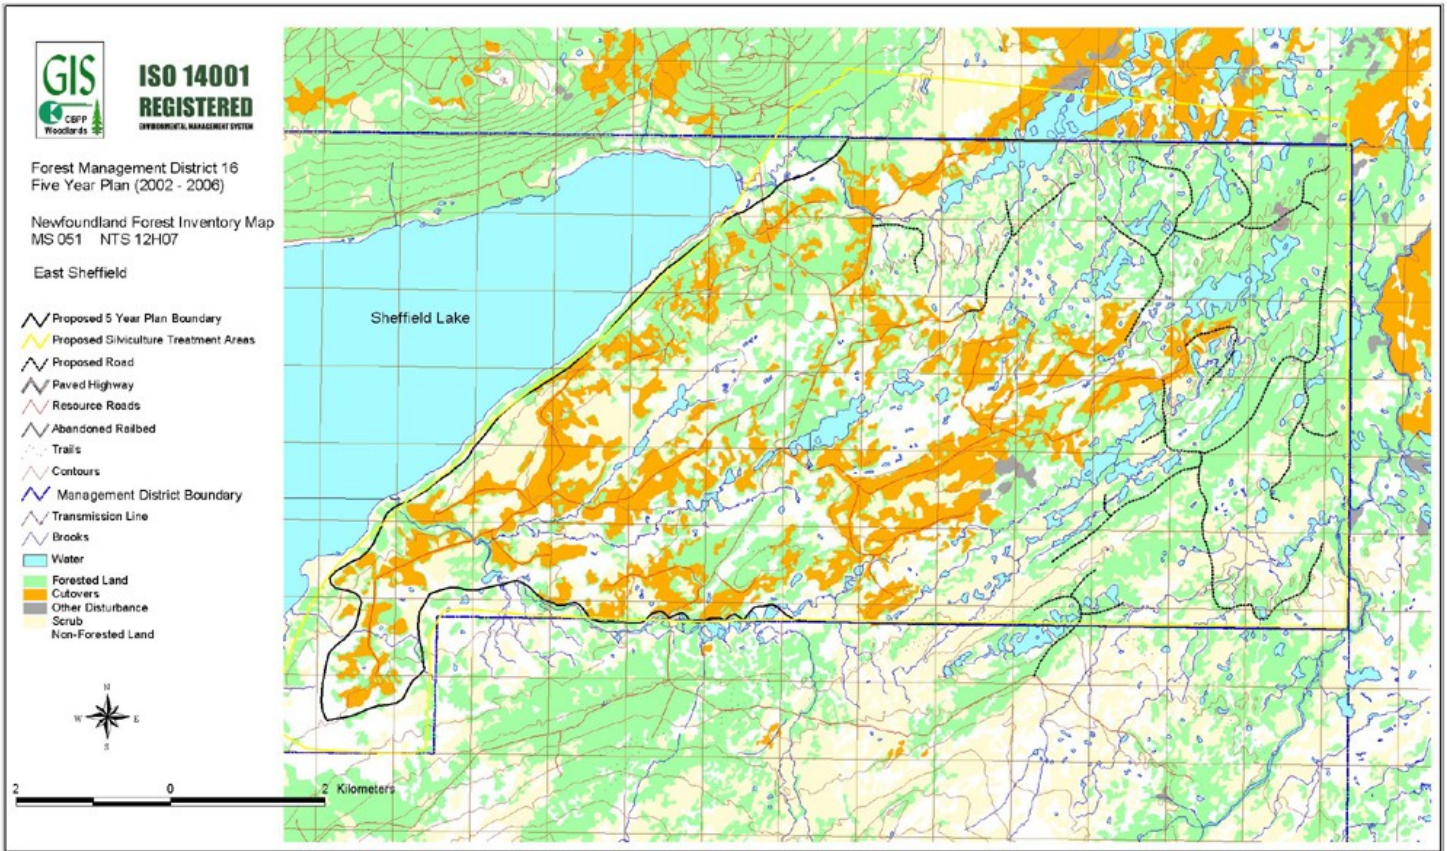 GIS
CBPP
Woodlands
ISO 14001
REGISTERED
ENVIRONMENTAL MANAGEMENT SYSTEM
Forest Management District 16
Five Year Plan (2002 - 2006)
Newfoundland Forest Inventory Map
MS 051 NTS 12H07
East Sheffield
Proposed 5 Year Plan Boundary
Proposed Silviculture Treatment Areas
Proposed Road
Paved Highway
Resource Roads
Abandoned Railbed
Trails
Contours
Management District Boundary
Transmission Line
Brooks
Water
Forested Land
Cutovers
Other Disturbance
Scrub
Non-Forested Land
N
W E
S
2 0 2 Kilometers
Sheffield Lake